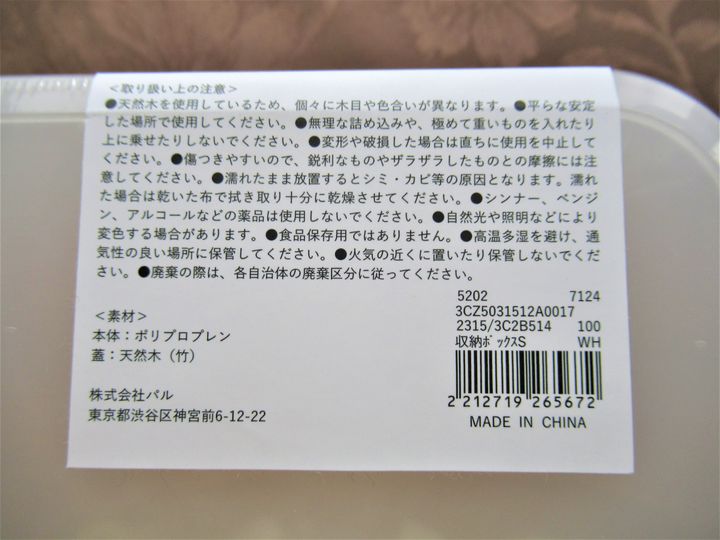 ＜取り扱い上の注意＞
●天然木を使用しているため、個々に木目や色合いが異なります。●平らな安定
した場所で使用してください。●無理な詰め込みや、極めて重いものを入れたり
上に乗せたりしないでください。●変形や破損した場合は直ちに使用を中止して
ください。●傷つきやすいので、鋭利なものやザラザラしたものとの摩擦には注
意してください。●濡れたまま放置するとシミ・カビ等の原因となります。濡れ
た場合は乾いた布で拭き取り十分に乾燥させてください。●シンナー、ベンジ
ン、アルコールなどの薬品は使用しないでください。●自然光や照明などにより
変色する場合があります。●食品保存用ではありません。●高温多湿を避け、通
気性の良い場所に保管してください。●火気の近くに置いたり保管しないでくだ
さい。●廃棄の際は、各自治体の廃棄区分に従ってください。
5202 7124
3CZ5031512A0017
2315/3C2B514 100
収納ﾎﾞｯｸｽS WH
2 212719 265672
MADE IN CHINA
＜素材＞
本体：ポリプロプレン
蓋：天然木（竹）
株式会社パル
東京都渋谷区神宮前6-12-22